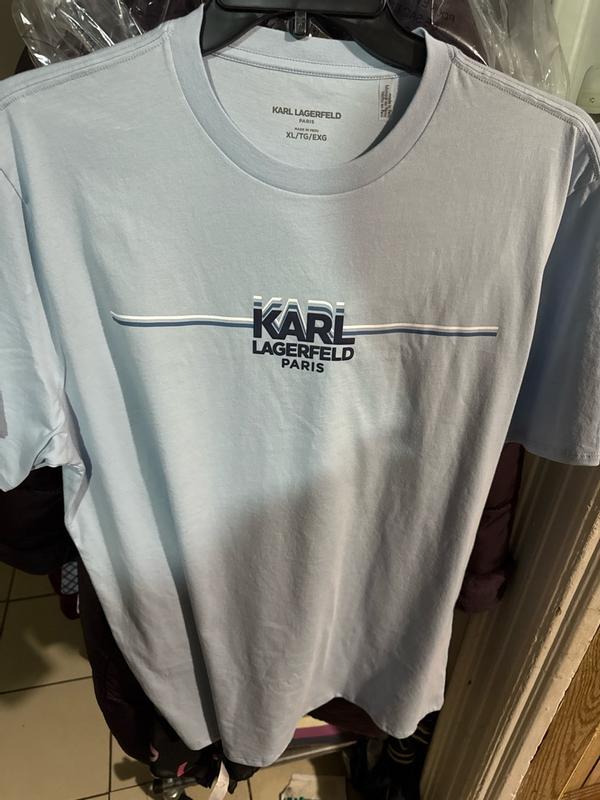 KARL LAGERFELD
PARIS
MADE IN PERU
XL/TG/EXG
KARL
LAGERFELD
PARIS